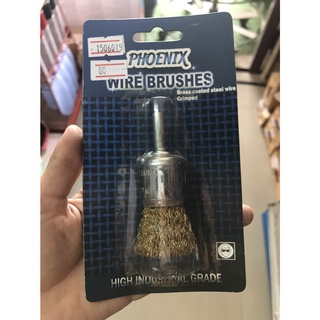 1506019
80
PHOENIX
WIRE BRUSHES
Brass coated steel wire
Crimped
HIGH INDUSTRIAL GRADE